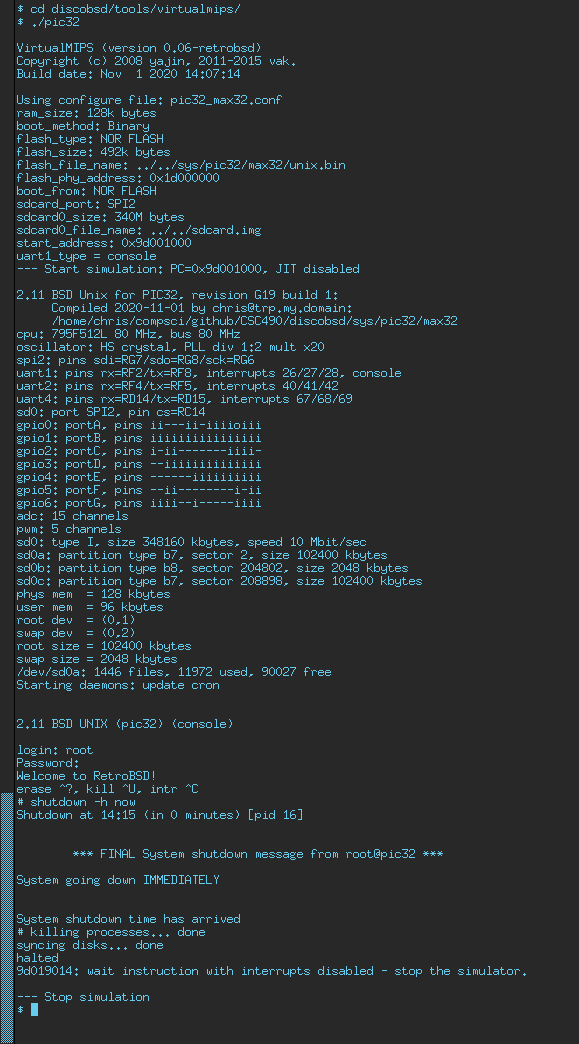 $ cd discobsd/tools/virtualmips/
$ ./pic32
VirtualMIPS (version 0.06-retrobsd)
Copyright (c) 2008 yajin, 2011-2015 vak.
Build date: Nov  1 2020 14:07:14
Using configure file: pic32_max32.conf
ram_size: 128k bytes
boot_method: Binary
flash_type: NOR FLASH
flash_size: 492k bytes
flash_file_name: ../../sys/pic32/max32/unix.bin
flash_phy_address: 0x1d000000
boot_from: NOR FLASH
sdcard_port: SPI2
sdcard0_size: 340M bytes
sdcard0_file_name: ../../sdcard.img
start_address: 0x9d001000
uart1_type = console
--- Start simulation: PC=0x9d001000, JIT disabled
2.11 BSD Unix for PIC32, revision G19 build 1:
     Compiled 2020-11-01 by chris@trp.my.domain:
     /home/chris/compsci/github/CSC490/discobsd/sys/pic32/max32
cpu: 795F512L 80 MHz, bus 80 MHz
oscillator: HS crystal, PLL div 1:2 mult x20
spi2: pins sdi=RG7/sdo=RG8/sck=RG6
uart1: pins rx=RF2/tx=RF8, interrupts 26/27/28, console
uart2: pins rx=RF4/tx=RF5, interrupts 40/41/42
uart4: pins rx=RD14/tx=RD15, interrupts 67/68/69
sd0: port SPI2, pin cs=RC14
gpio0: portA, pins ii---ii-iiiioiii
gpio1: portB, pins iiiiiiiiiiiiiiii
gpio2: portC, pins i-ii-------iiii-
gpio3: portD, pins --iiiiiiiiiiiiii
gpio4: portE, pins ------iiiiiiiiii
gpio5: portF, pins --ii--------i-ii
gpio6: portG, pins iiii--i-----iiii
adc: 15 channels
pwm: 5 channels
sd0: type I, size 348160 kbytes, speed 10 Mbit/sec
sd0a: partition type b7, sector 2, size 102400 kbytes
sd0b: partition type b8, sector 204802, size 2048 kbytes
sd0c: partition type b7, sector 208898, size 102400 kbytes
phys mem  = 128 kbytes
user mem  = 96 kbytes
root dev  = (0,1)
swap dev  = (0,2)
root size = 102400 kbytes
swap size = 2048 kbytes
/dev/sd0a: 1446 files, 11972 used, 90027 free
Starting daemons: update cron
2.11 BSD UNIX (pic32) (console)
login: root
Password:
Welcome to RetroBSD!
erase ^?, kill ^U, intr ^C
# shutdown -h now
Shutdown at 14:15 (in 0 minutes) [pid 16]
*** FINAL System shutdown message from root@pic32 ***
System going down IMMEDIATELY
System shutdown time has arrived
# killing processes... done
syncing disks... done
halted
9d019014: wait instruction with interrupts disabled - stop the simulator.
--- Stop simulation
$